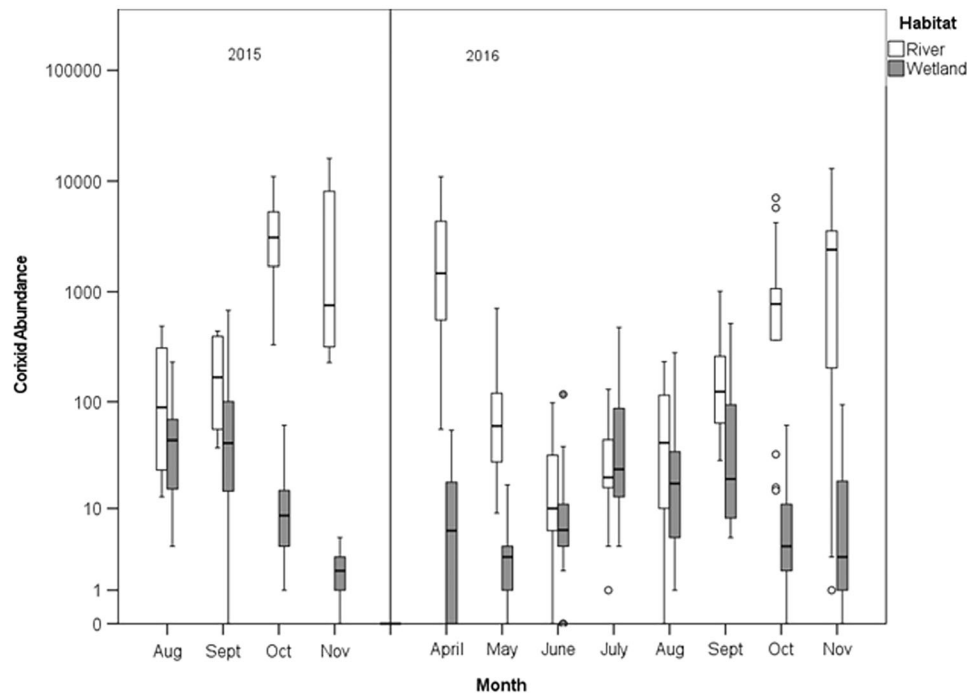 Habitat
River
Wetland
2015
2016
Corixid Abundance
100000
10000
1000
100
10
1
0
Aug Sept Oct Nov April May June July Aug Sept Oct Nov
Month